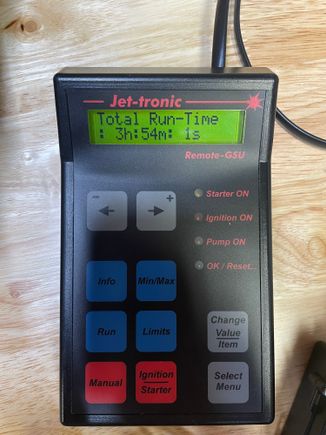 Jet-tronic
Total Run-Time
: 3h:54m: 1s
Remote-GSU
- +
Starter ON
Ignition ON
Pump ON
OK / Reset...
Info Min/Max
Run Limits
Change
Value
Item
Manual
Ignition
Starter
Select
Menu